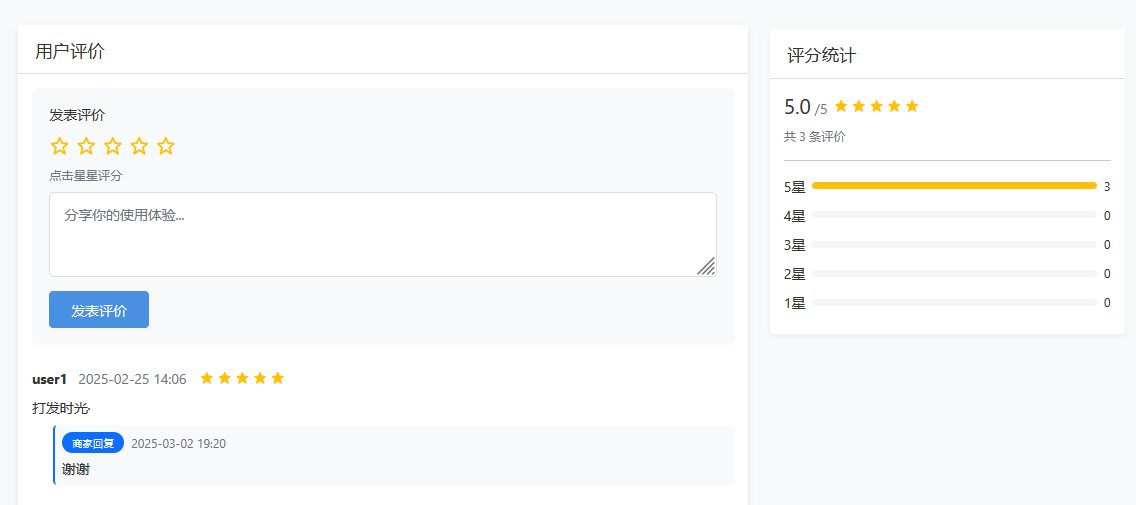 用户评价
发表评价
点击星星评分
分享你的使用体验...
发表评价
user1 2025-02-25 14:06
打发时光·
商家回复 2025-03-02 19:20
谢谢
评分统计
5.0 /5
共 3 条评价
5星 3
4星 0
3星 0
2星 0
1星 0